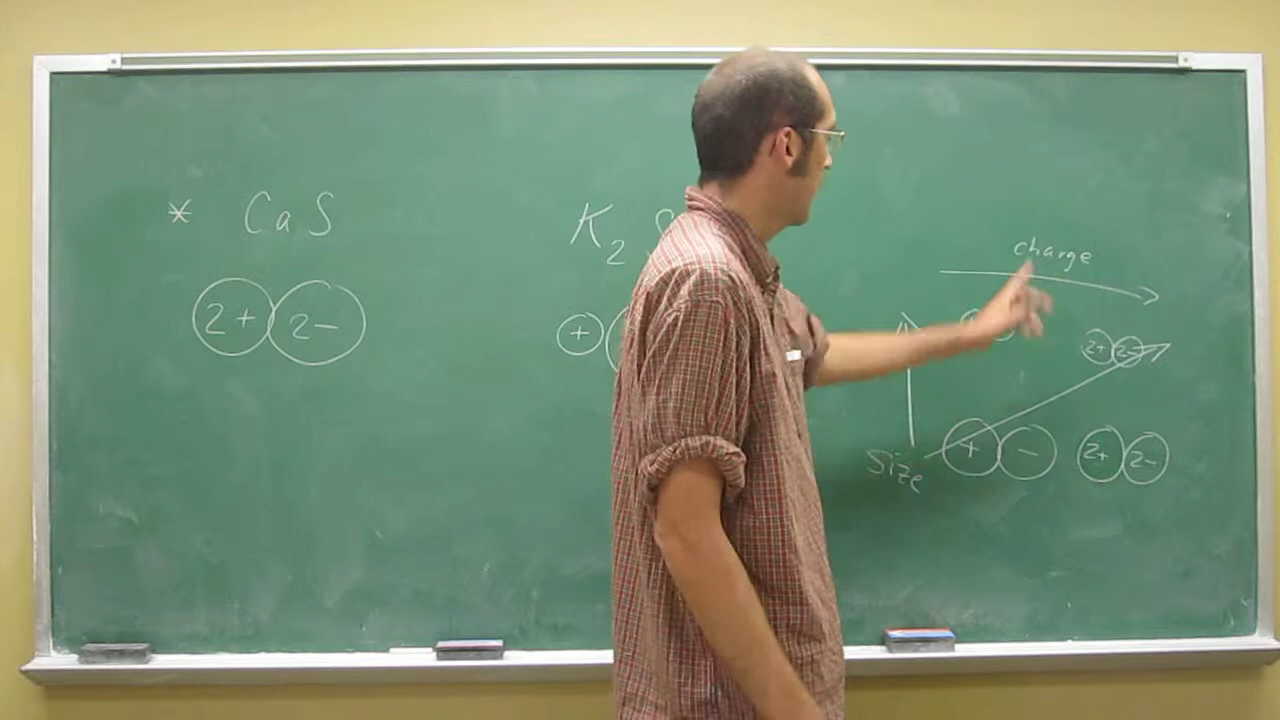 * CaS
2+ 2-
K2 S
+
charge
2+ 2-
+ -
2+ 2-
size